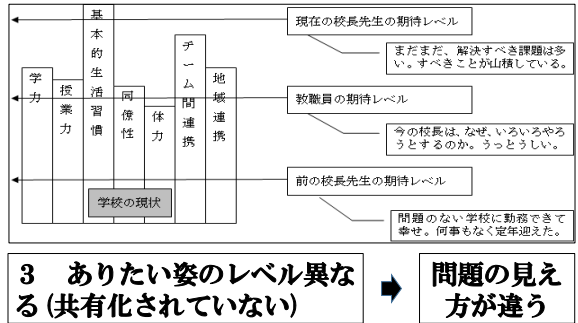 現在の校長先生の期待レベル
まだまだ、解決すべき課題は多
い。すべきことが山積している。
教職員の期待レベル
今の校長は、なぜ、いろいろやろ
うとするのか。うっとうしい。
前の校長先生の期待レベル
問題のない学校に勤務できて
幸せ。何事もなく定年迎えた。
学力
授業力
基本的生活習慣
同僚性
体力
チーム間連携
地域連携
学校の現状
３　ありたい姿のレベル異な
る(共有化されていない)
問題の見え
方が違う